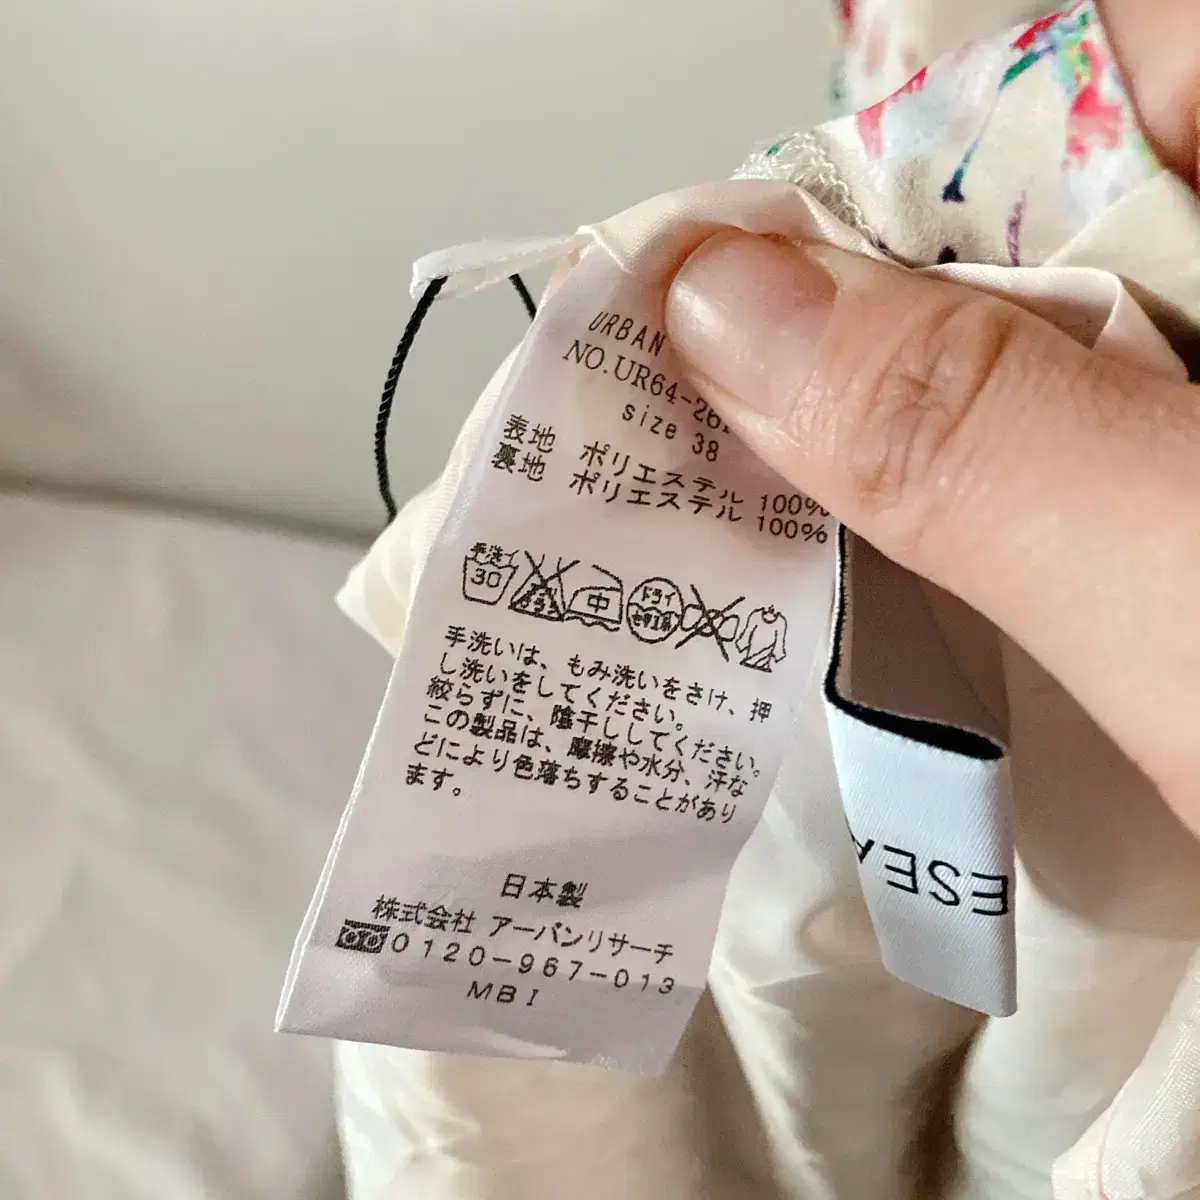 URBAN
NO.UR64-26
size 38
表地 ポリエステル 100%
裏地 ポリエステル 100%
手洗イ
30
中
ドライ
手洗いは、もみ洗いをさけ、押
し洗いをしてください。
絞らずに、陰干ししてください。
この製品は、摩擦や水分、汗な
どにより色落ちすることがあり
ます。
日本製
株式会社 アーバンリサーチ
0120-967-013
MBI
ESEA